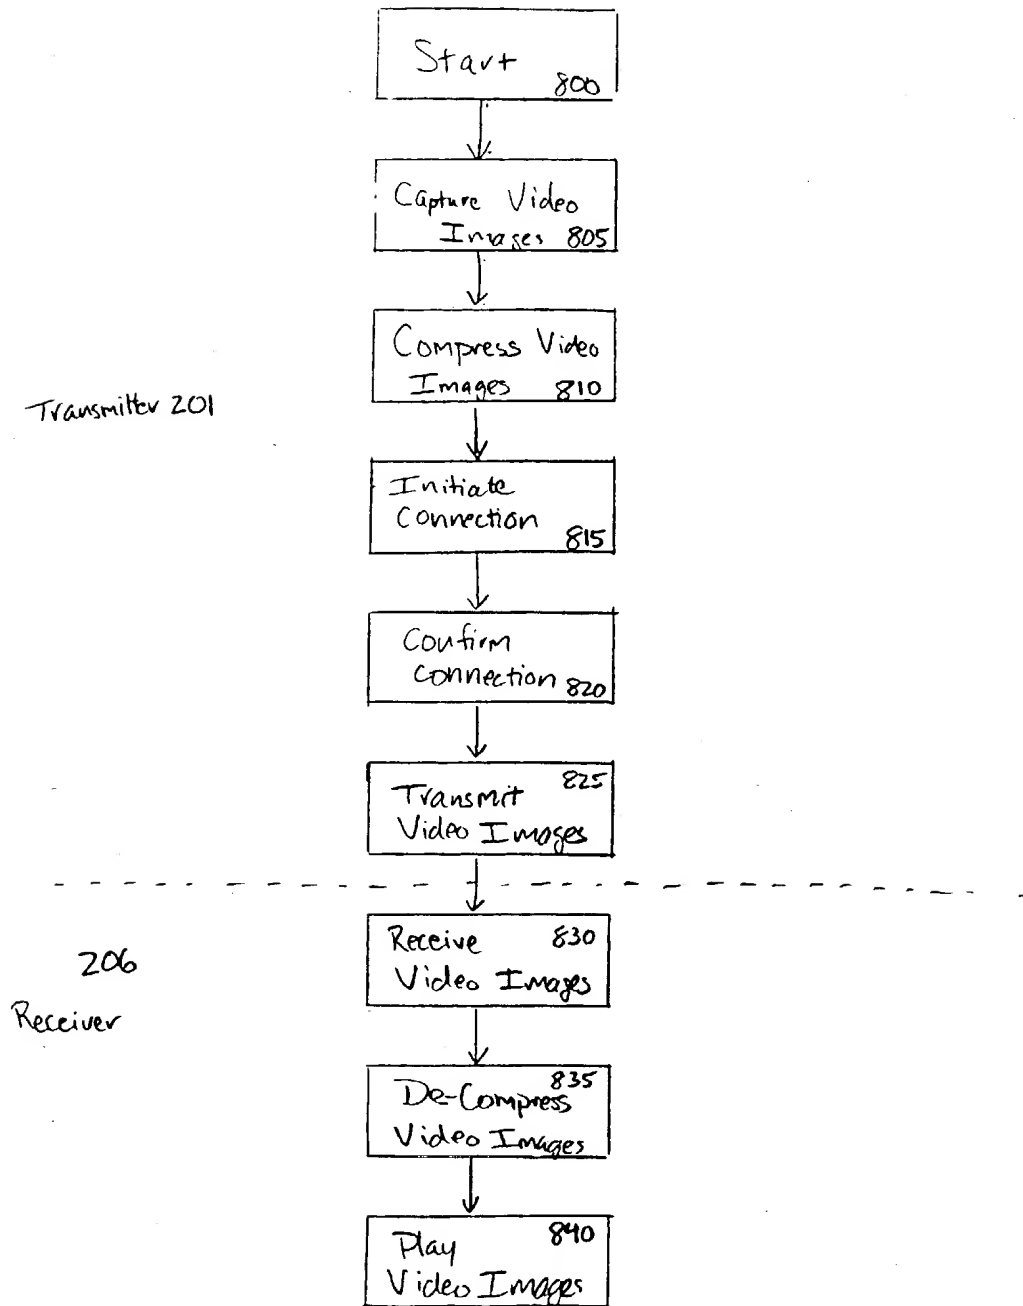 Start
800
Capture Video
Images 805
Compress Video
Images 810
Transmitter 201
Initiate
Connection
815
Confirm
Connection 820
825
Transmit
Video Images
Receive 830
Video Images
206
Receiver
835
De-Compress
Video Images
Play 840
Video Images